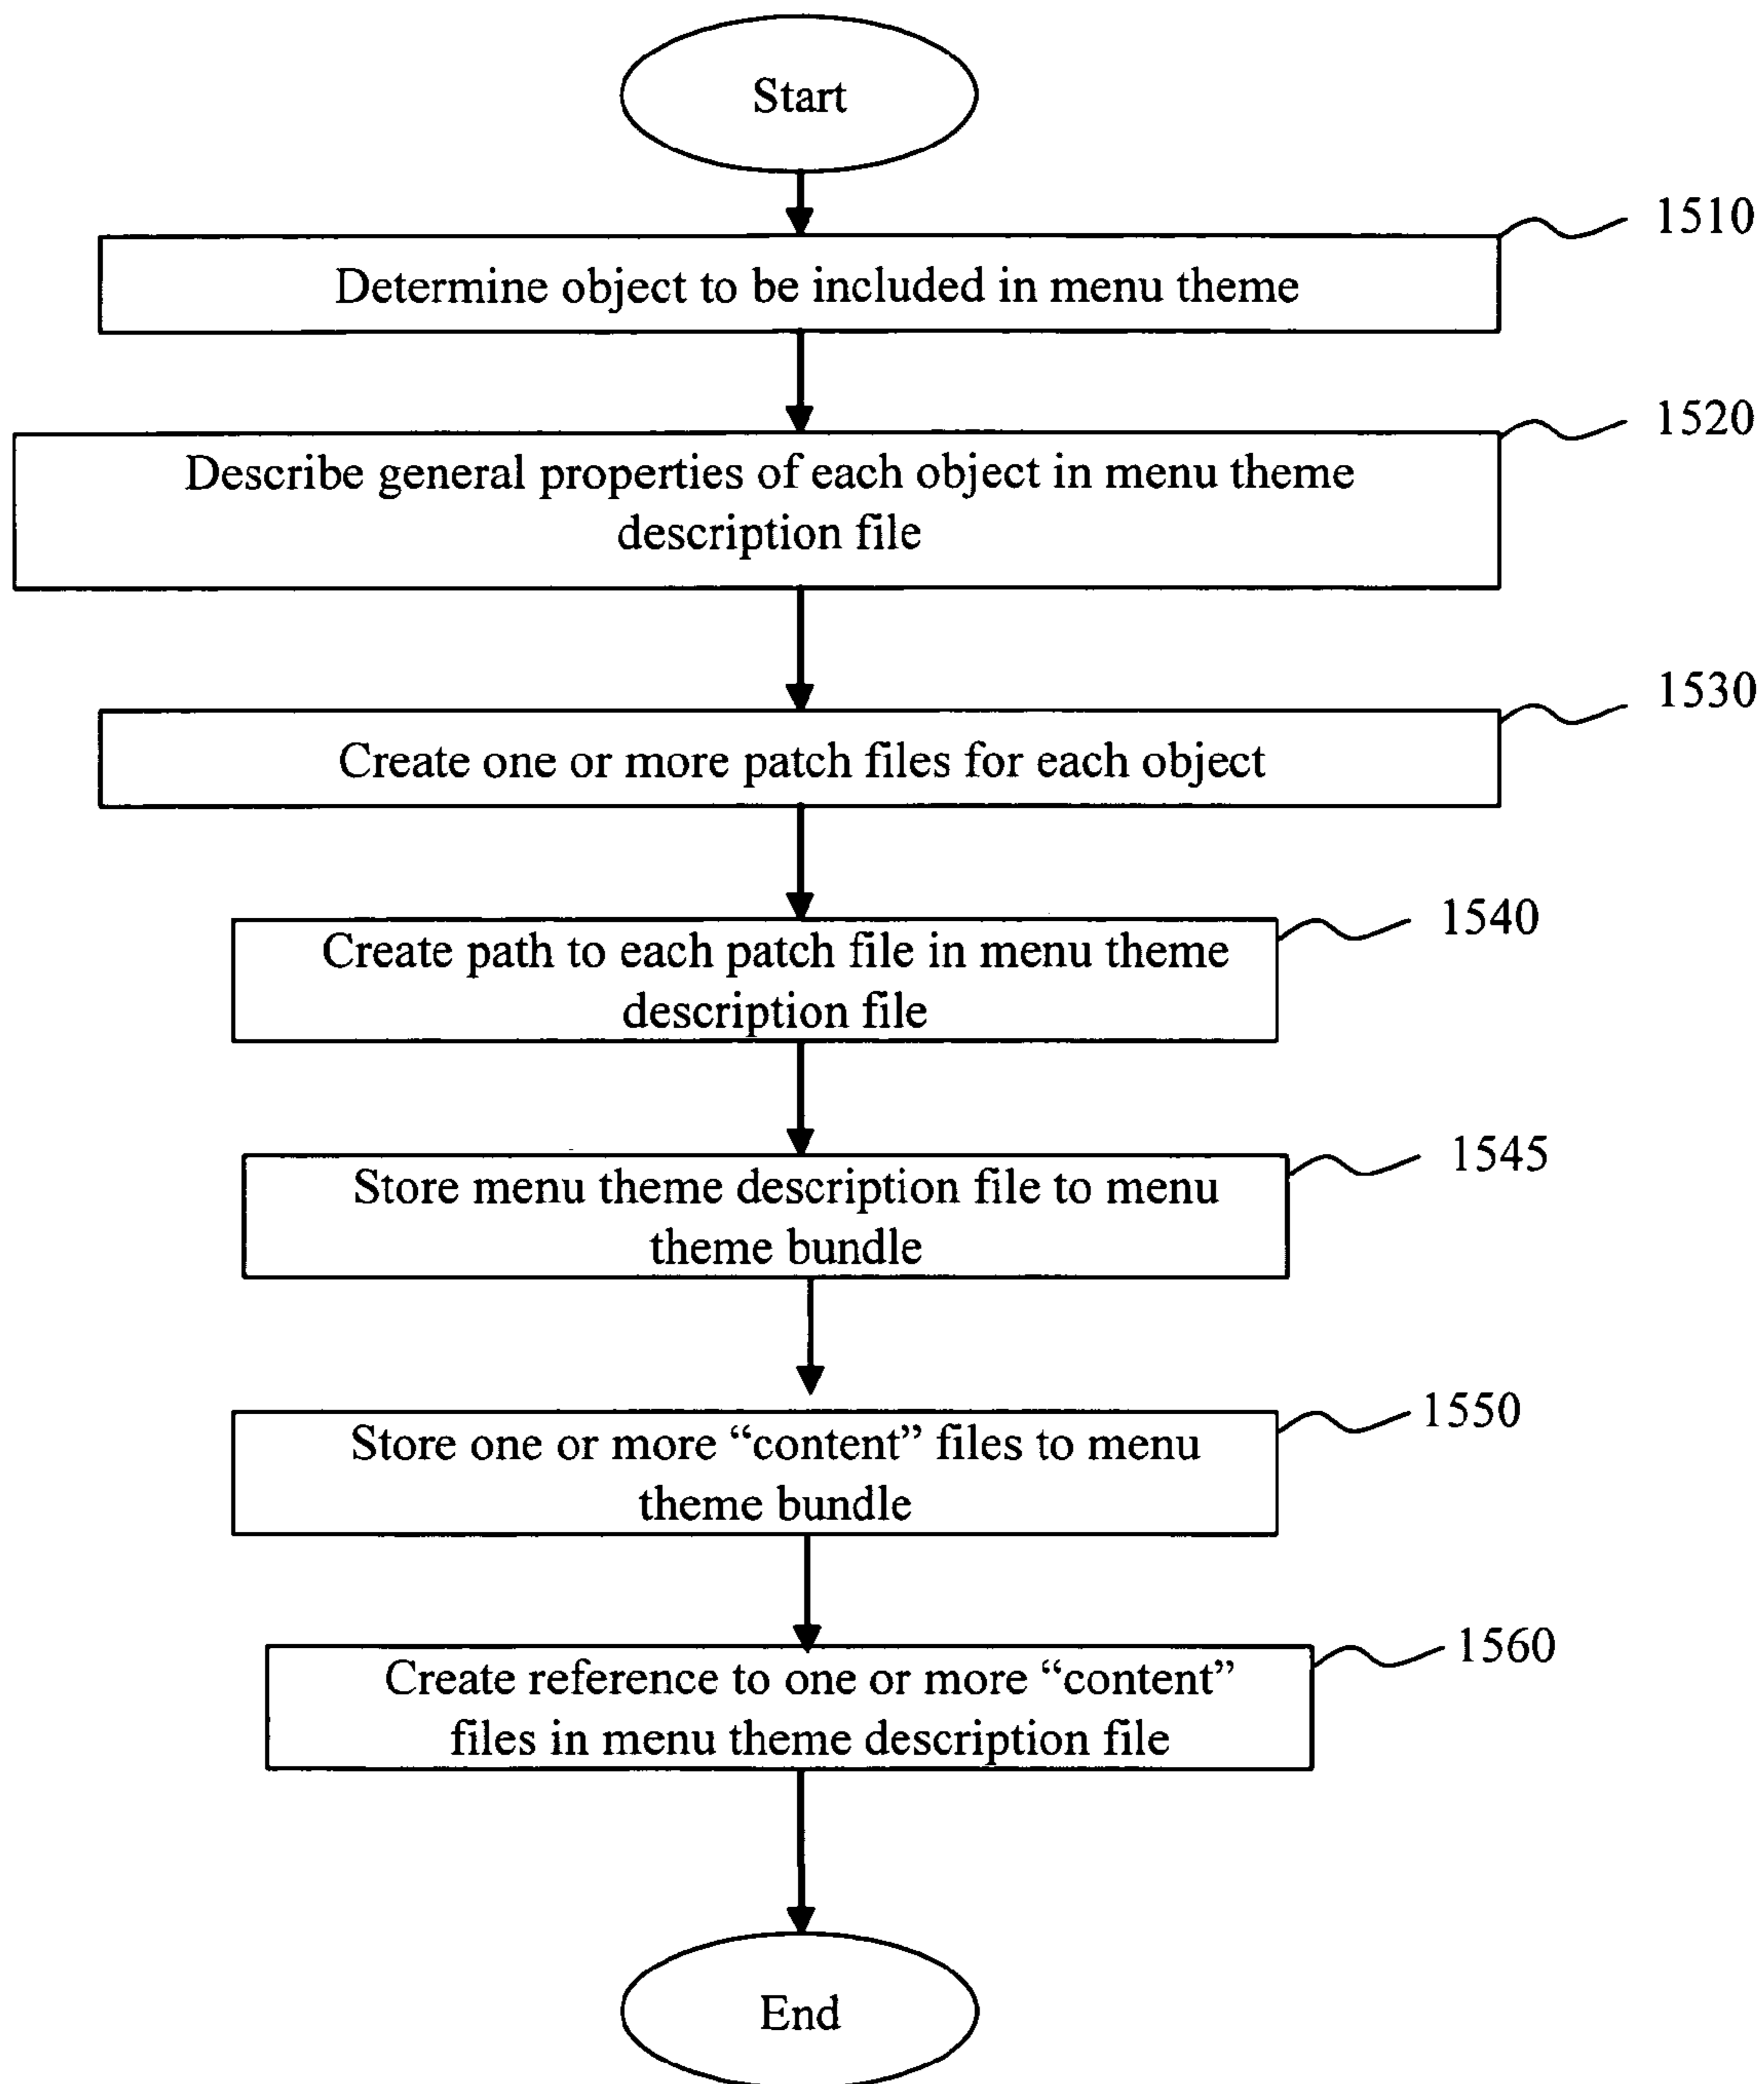 Start
1510
Determine object to be included in menu theme
1520
Describe general properties of each object in menu theme
description file
1530
Create one or more patch files for each object
1540
Create path to each patch file in menu theme
description file
1545
Store menu theme description file to menu
theme bundle
1550
Store one or more “content” files to menu
theme bundle
1560
Create reference to one or more “content”
files in menu theme description file
End